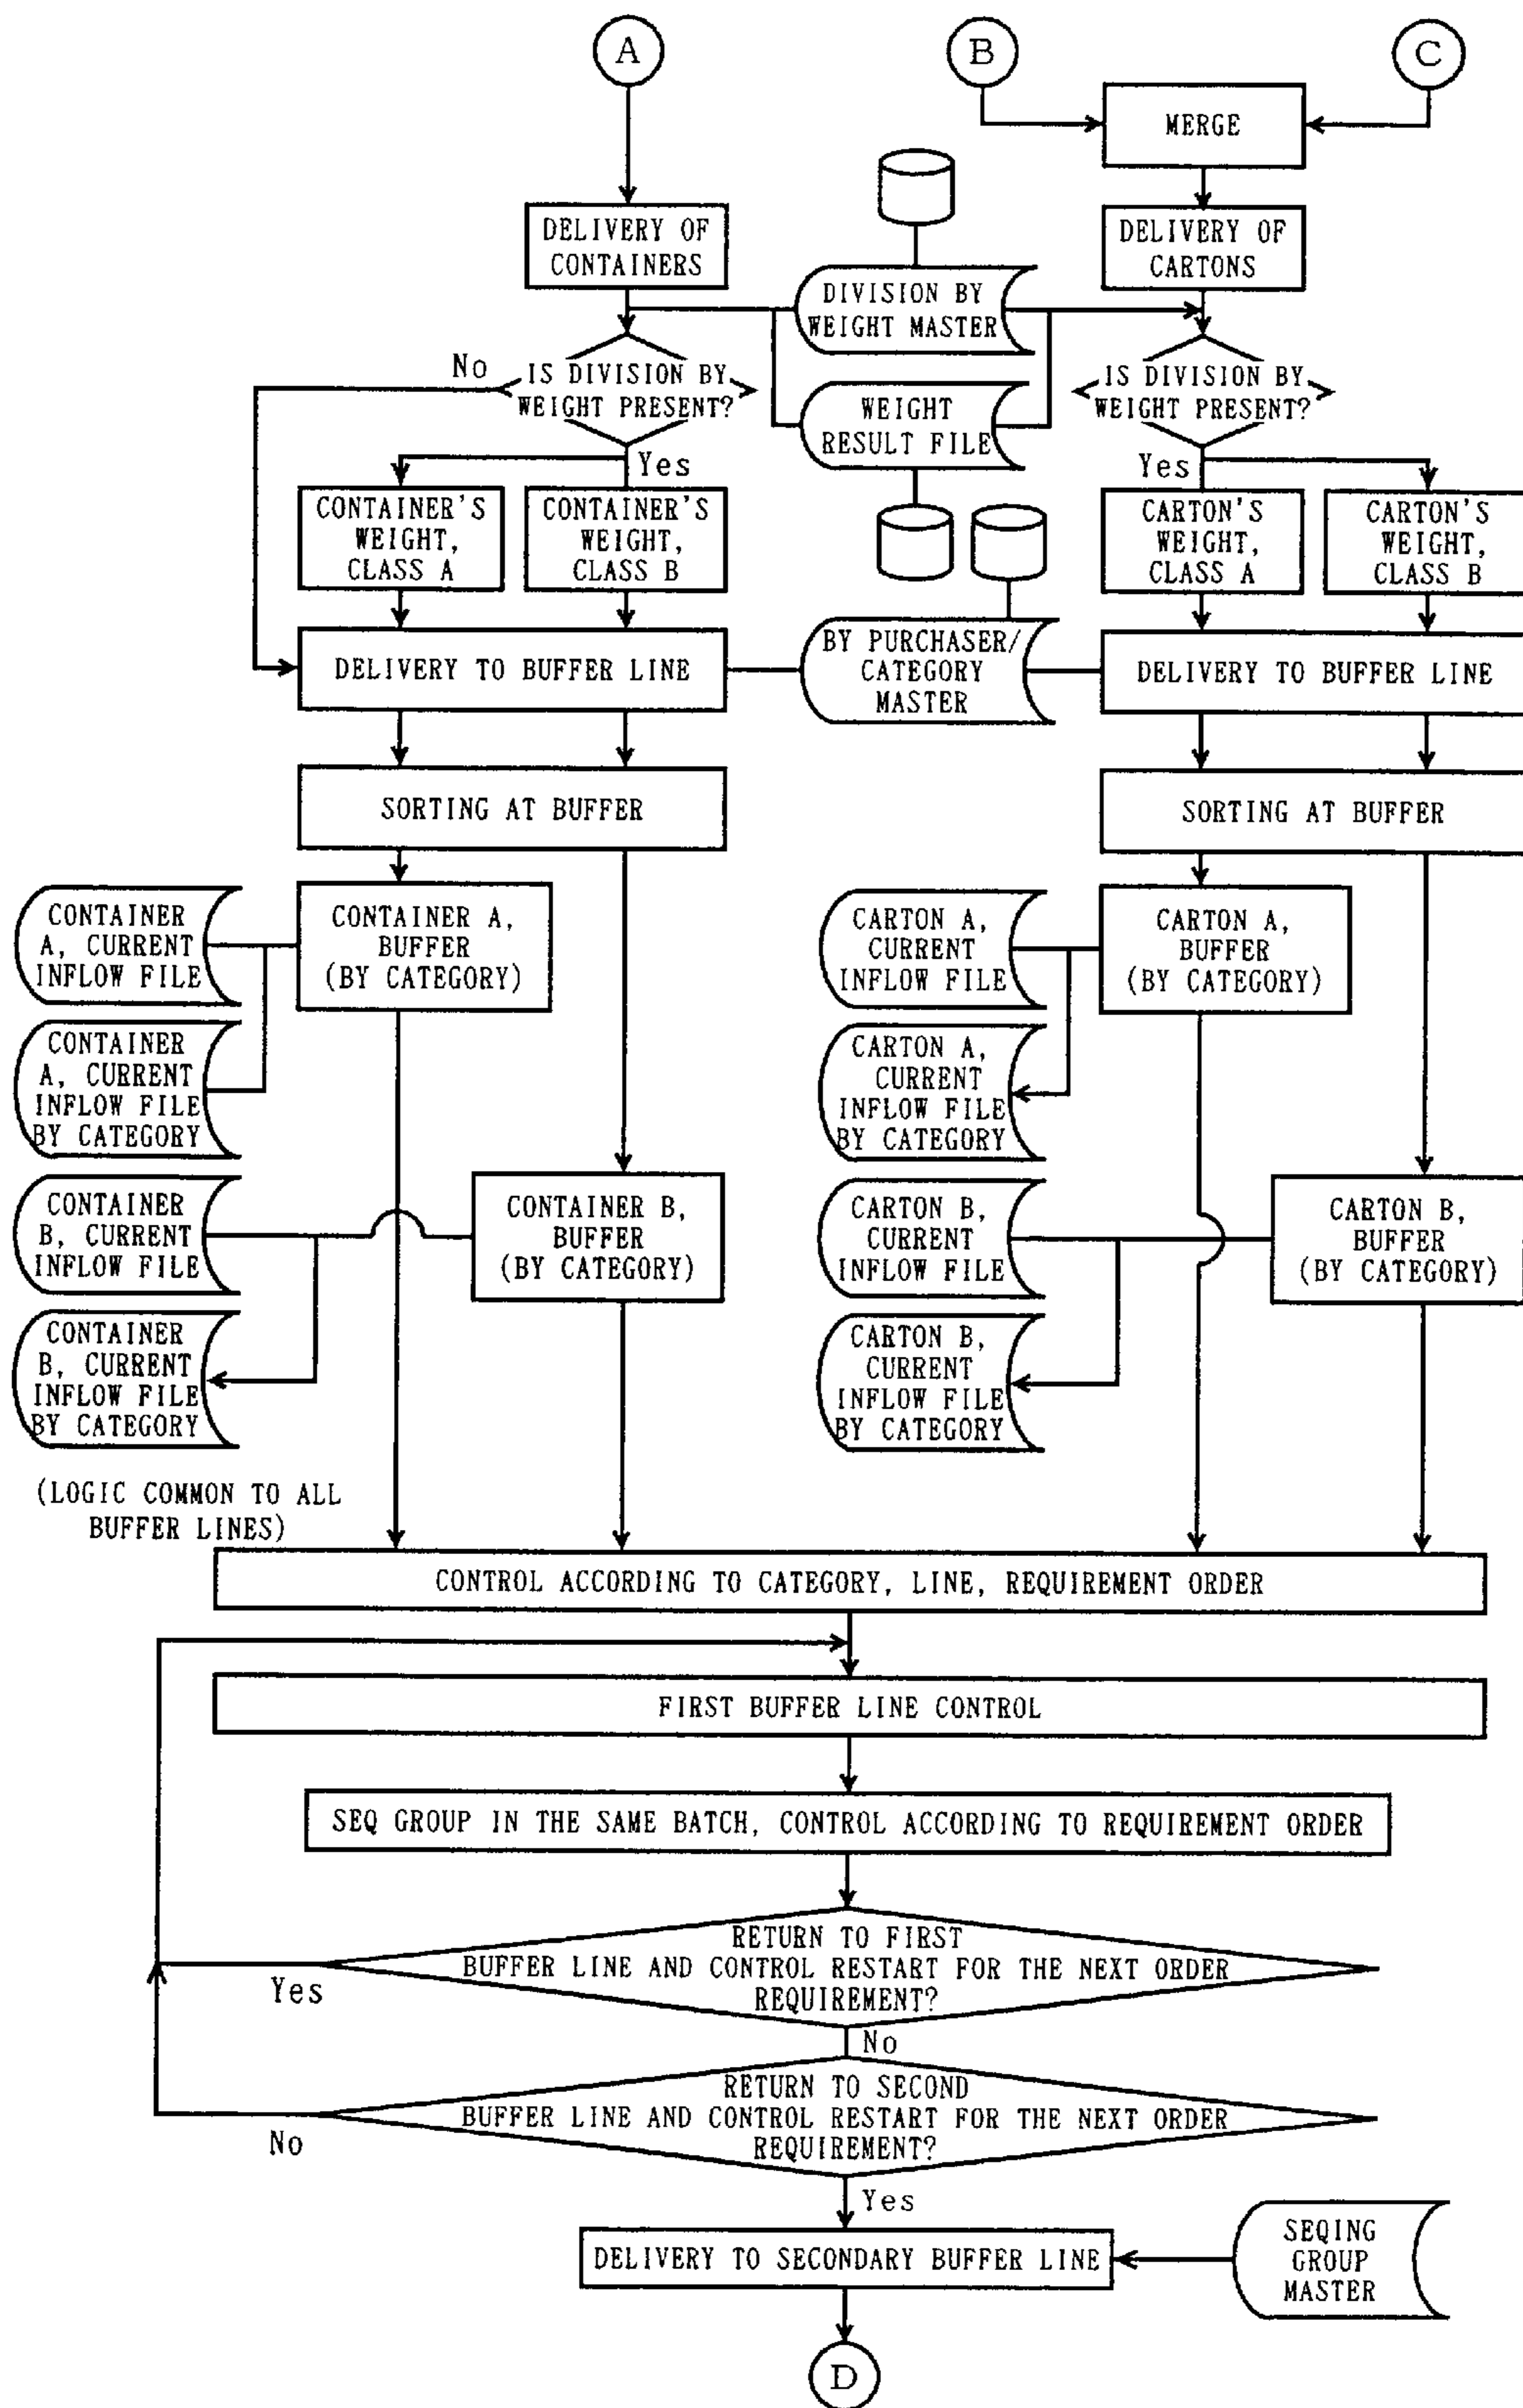 A
B
C
MERGE
DELIVERY OF
CONTAINERS
DELIVERY OF
CARTONS
DIVISION BY
WEIGHT MASTER
No
IS DIVISION BY
WEIGHT PRESENT?
IS DIVISION BY
WEIGHT PRESENT?
WEIGHT
RESULT FILE
Yes
Yes
CONTAINER'S
WEIGHT,
CLASS A
CONTAINER'S
WEIGHT,
CLASS B
CARTON'S
WEIGHT,
CLASS A
CARTON'S
WEIGHT,
CLASS B
DELIVERY TO BUFFER LINE
BY PURCHASER/
CATEGORY
MASTER
DELIVERY TO BUFFER LINE
SORTING AT BUFFER
SORTING AT BUFFER
CONTAINER
A, CURRENT
INFLOW FILE
CONTAINER A,
BUFFER
(BY CATEGORY)
CARTON A,
CURRENT
INFLOW FILE
CARTON A,
BUFFER
(BY CATEGORY)
CONTAINER
A, CURRENT
INFLOW FILE
BY CATEGORY
CARTON A,
CURRENT
INFLOW FILE
BY CATEGORY
CONTAINER
B, CURRENT
INFLOW FILE
CONTAINER B,
BUFFER
(BY CATEGORY)
CARTON B,
CURRENT
INFLOW FILE
CARTON B,
BUFFER
(BY CATEGORY)
CONTAINER
B, CURRENT
INFLOW FILE
BY CATEGORY
CARTON B,
CURRENT
INFLOW FILE
BY CATEGORY
(LOGIC COMMON TO ALL
BUFFER LINES)
CONTROL ACCORDING TO CATEGORY, LINE, REQUIREMENT ORDER
FIRST BUFFER LINE CONTROL
SEQ GROUP IN THE SAME BATCH, CONTROL ACCORDING TO REQUIREMENT ORDER
RETURN TO FIRST
BUFFER LINE AND CONTROL RESTART FOR THE NEXT ORDER
REQUIREMENT?
Yes
No
RETURN TO SECOND
BUFFER LINE AND CONTROL RESTART FOR THE NEXT ORDER
REQUIREMENT?
No
Yes
DELIVERY TO SECONDARY BUFFER LINE
SEQING
GROUP
MASTER
D